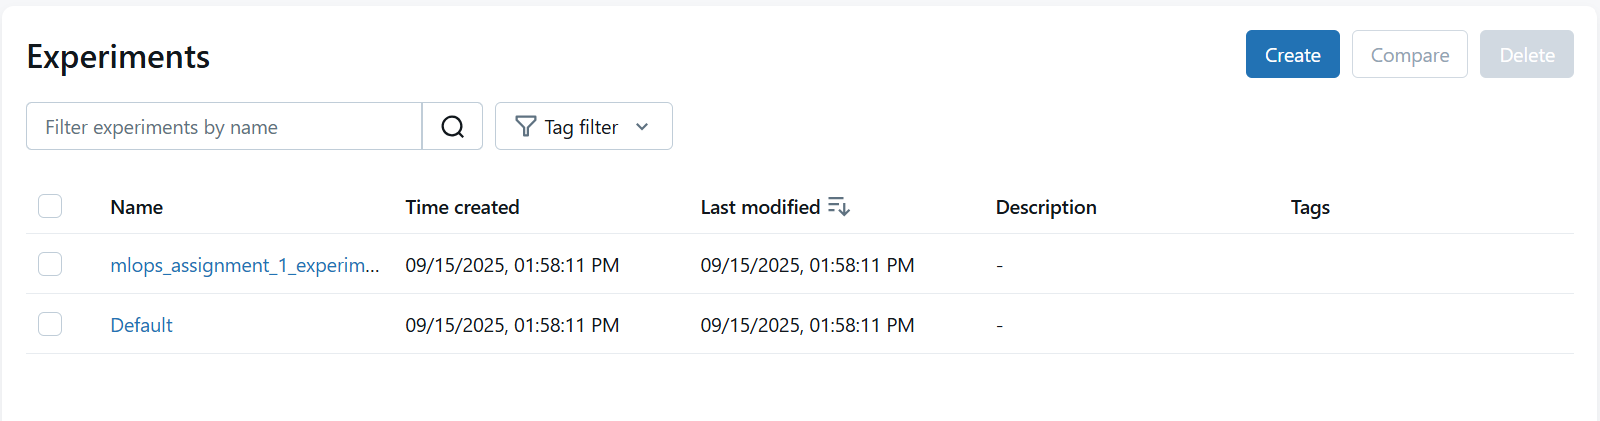 Experiments
Create Compare Delete
Filter experiments by name Tag filter
Name Time created Last modified Description Tags
mlops_assignment_1_experim... 09/15/2025, 01:58:11 PM 09/15/2025, 01:58:11 PM -
Default 09/15/2025, 01:58:11 PM 09/15/2025, 01:58:11 PM -